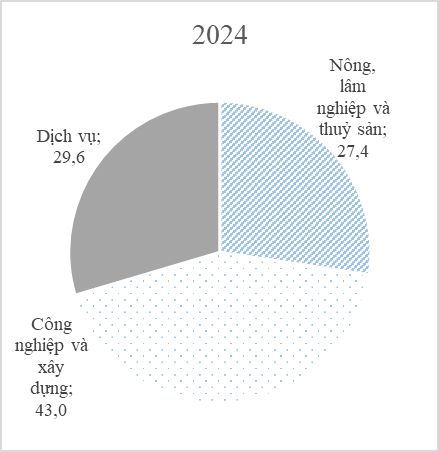 2024
Nông,
lâm
nghiệp và
thuỷ sản;
27,4
Dịch vụ;
29,6
Công
nghiệp và
xây
dựng;
43,0